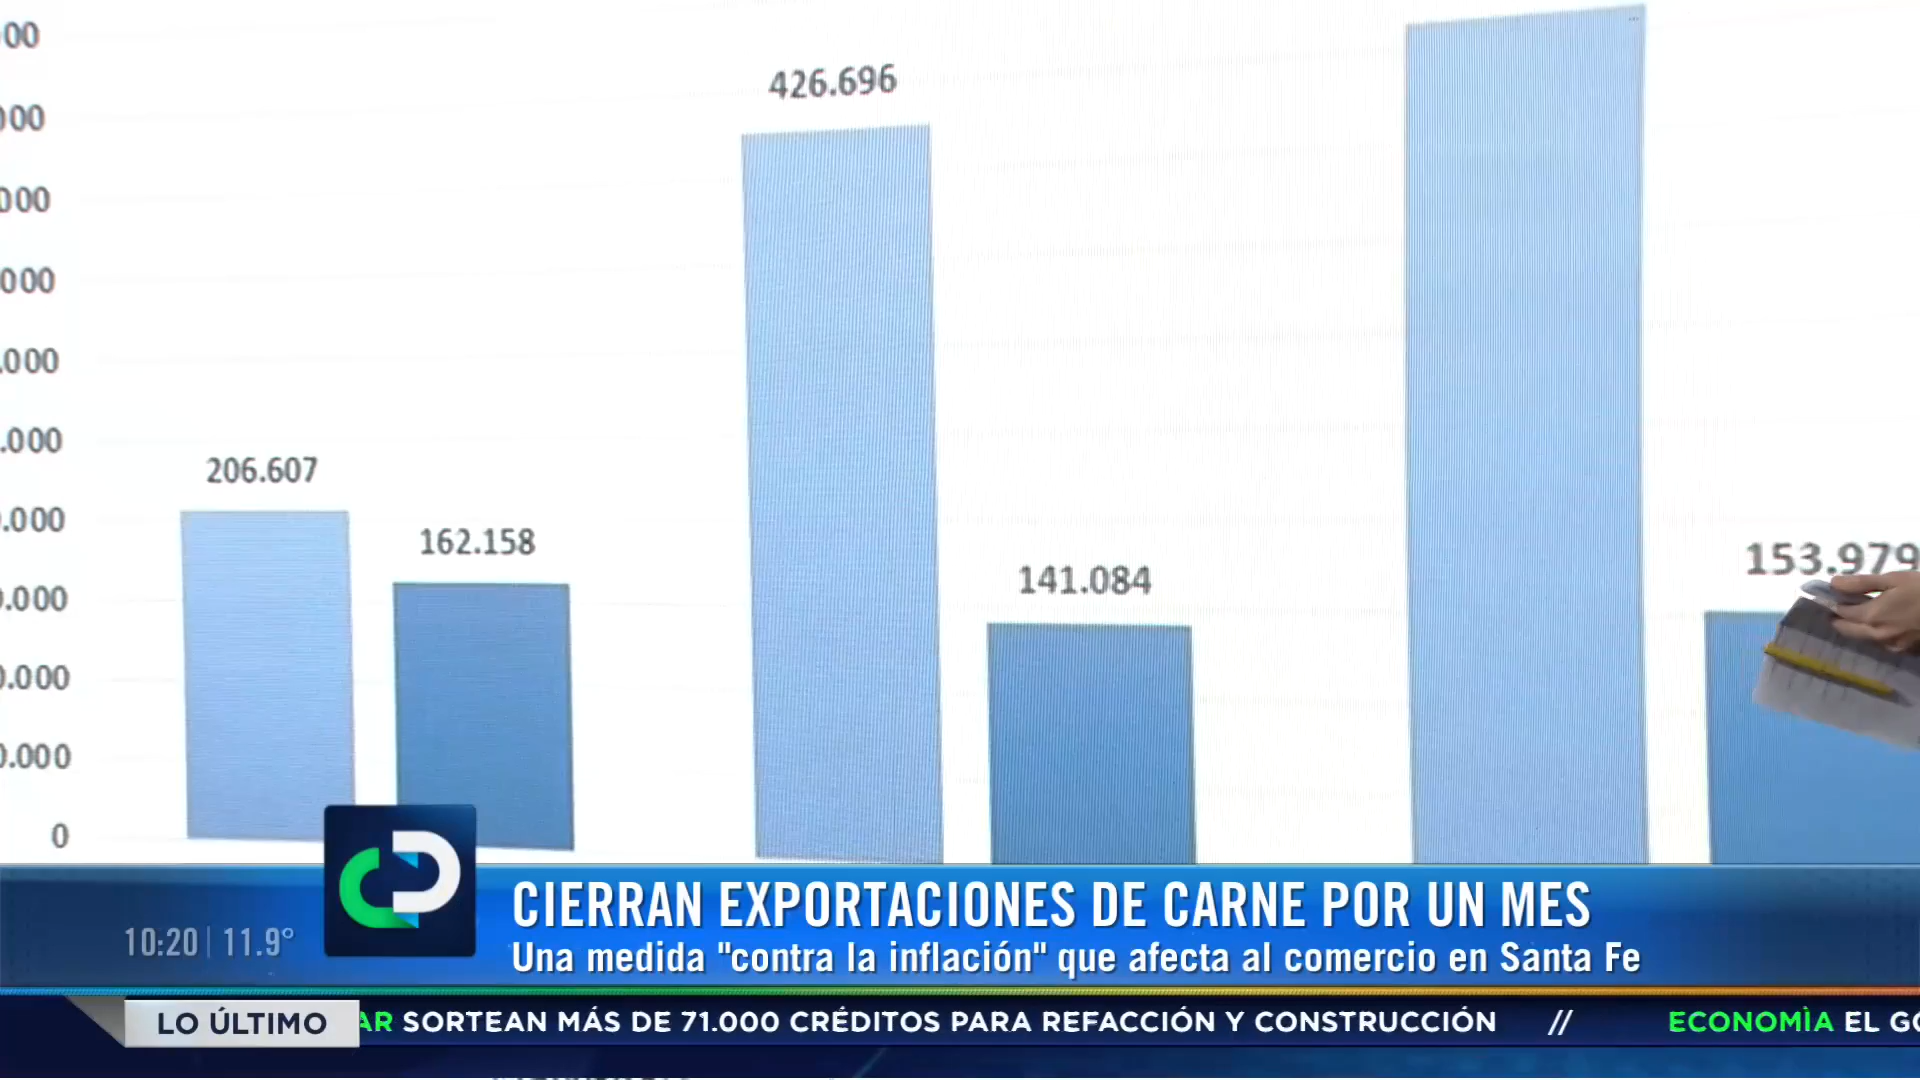 426.696
206.607
162.158
141.084
153.979
0
10:20 11.9°
CIERRAN EXPORTACIONES DE CARNE POR UN MES
Una medida "contra la inflación" que afecta al comercio en Santa Fe
LO ÚLTIMO
SORTEAN MÁS DE 71.000 CRÉDITOS PARA REFACCIÓN Y CONSTRUCCIÓN // ECONOMÌA EL